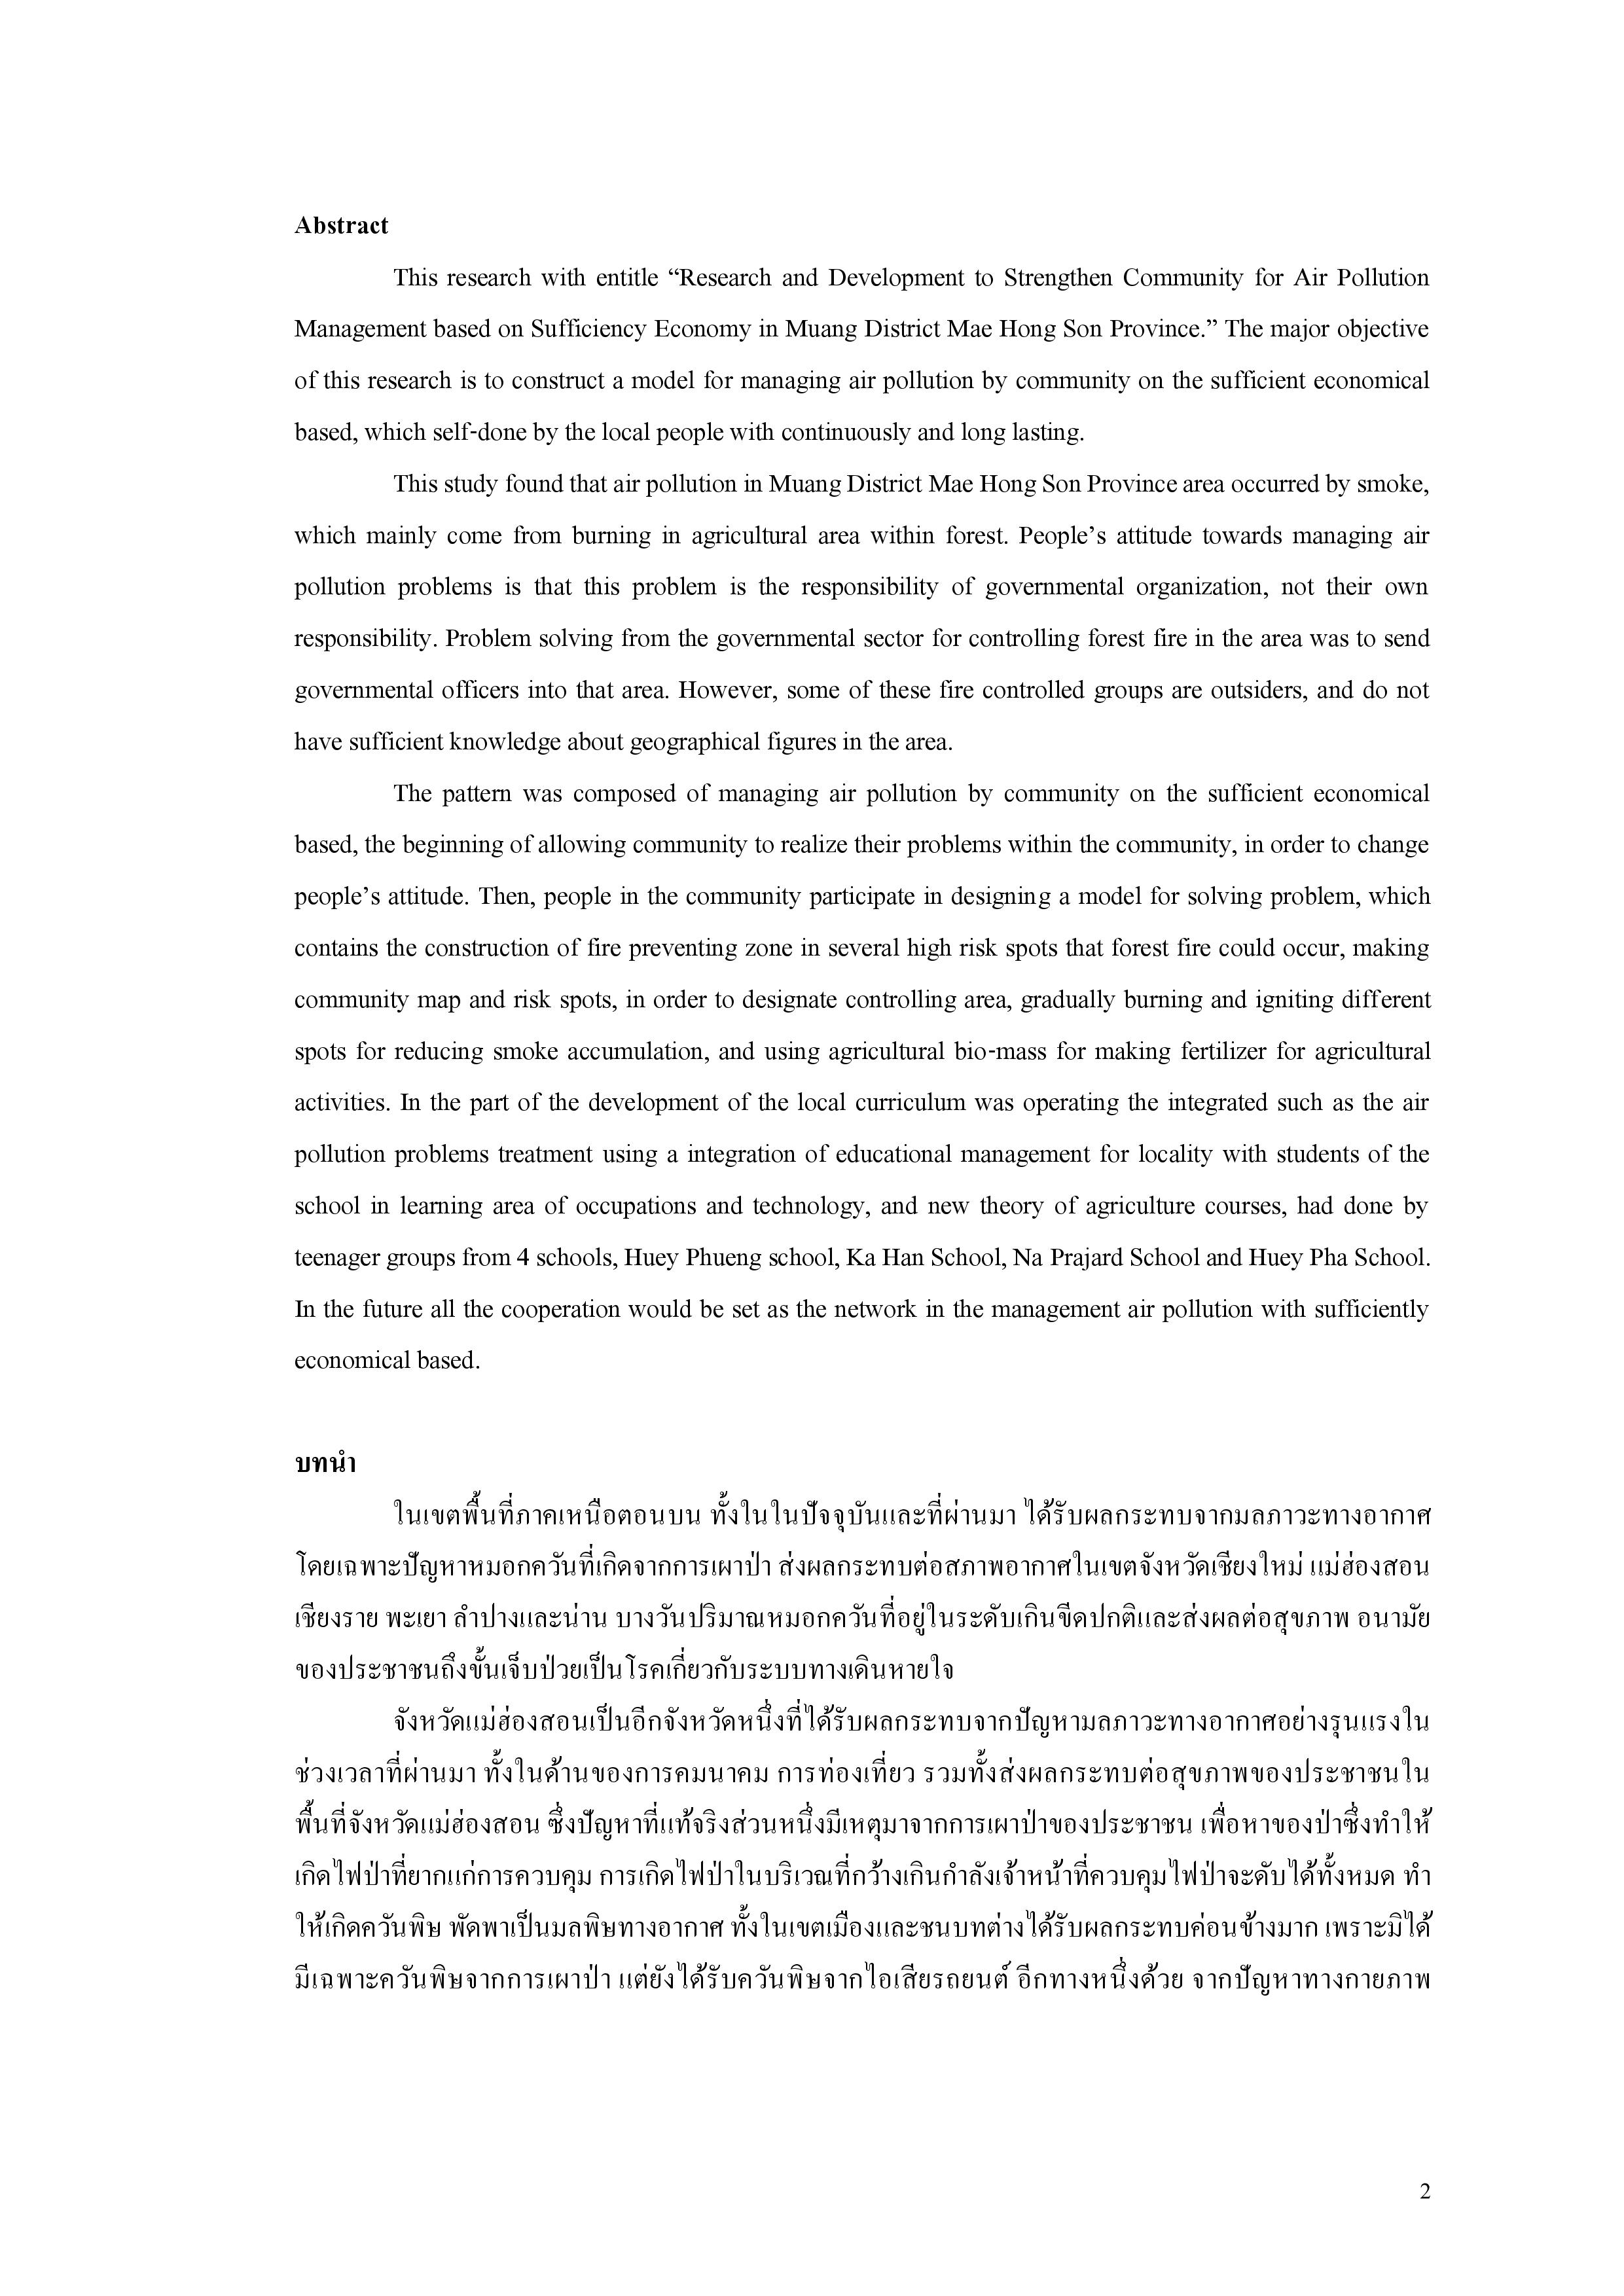 Abstract
This research with entitle “Research and Development to Strengthen Community for Air Pollution
Management based on Sufficiency Economy in Muang District Mae Hong Son Province.” The major objective
of this research is to construct a model for managing air pollution by community on the sufficient economical
based, which self-done by the local people with continuously and long lasting.
This study found that air pollution in Muang District Mae Hong Son Province area occurred by smoke,
which mainly come from burning in agricultural area within forest. People’s attitude towards managing air
pollution problems is that this problem is the responsibility of governmental organization, not their own
responsibility. Problem solving from the governmental sector for controlling forest fire in the area was to send
governmental officers into that area. However, some of these fire controlled groups are outsiders, and do not
have sufficient knowledge about geographical figures in the area.
The pattern was composed of managing air pollution by community on the sufficient economical
based, the beginning of allowing community to realize their problems within the community, in order to change
people’s attitude. Then, people in the community participate in designing a model for solving problem, which
contains the construction of fire preventing zone in several high risk spots that forest fire could occur, making
community map and risk spots, in order to designate controlling area, gradually burning and igniting different
spots for reducing smoke accumulation, and using agricultural bio-mass for making fertilizer for agricultural
activities. In the part of the development of the local curriculum was operating the integrated such as the air
pollution problems treatment using a integration of educational management for locality with students of the
school in learning area of occupations and technology, and new theory of agriculture courses, had done by
teenager groups from 4 schools, Huey Phueng school, Ka Han School, Na Prajard School and Huey Pha School.
In the future all the cooperation would be set as the network in the management air pollution with sufficiently
economical based.
บทนำ
ในเขตพื้นที่ภาคเหนือตอนบน ทั้งในในปัจจุบันและที่ผ่านมา ได้รับผลกระทบจากมลภาวะทางอากาศ
โดยเฉพาะปัญหาหมอกควันที่เกิดจากการเผาป่า ส่งผลกระทบต่อสภาพอากาศในเขตจังหวัดเชียงใหม่ แม่ฮ่องสอน
เชียงราย พะเยา ลำปางและน่าน บางวันปริมาณหมอกควันที่อยู่ในระดับเกินขีดปกติและส่งผลต่อสุขภาพ อนามัย
ของประชาชนถึงขั้นเจ็บป่วยเป็นโรคเกี่ยวกับระบบทางเดินหายใจ
จังหวัดแม่ฮ่องสอนเป็นอีกจังหวัดหนึ่งที่ได้รับผลกระทบจากปัญหามลภาวะทางอากาศอย่างรุนแรงใน
ช่วงเวลาที่ผ่านมา ทั้งในด้านของการคมนาคม การท่องเที่ยว รวมทั้งส่งผลกระทบต่อสุขภาพของประชาชนใน
พื้นที่จังหวัดแม่ฮ่องสอน ซึ่งปัญหาที่แท้จริงส่วนหนึ่งมีเหตุมาจากการเผาป่าของประชาชน เพื่อหาของป่าซึ่งทำให้
เกิดไฟป่าที่ยากแก่การควบคุม การเกิดไฟป่าในบริเวณที่กว้างเกินกำลังเจ้าหน้าที่ควบคุมไฟป่าจะดับได้ทั้งหมด ทำ
ให้เกิดควันพิษ พัดพาเป็นมลพิษทางอากาศ ทั้งในเขตเมืองและชนบทต่างได้รับผลกระทบค่อนข้างมาก เพราะมิได้
มีเฉพาะควันพิษจากการเผาป่า แต่ยังได้รับควันพิษจากไอเสียรถยนต์ อีกทางหนึ่งด้วย จากปัญหาทางกายภาพ
2